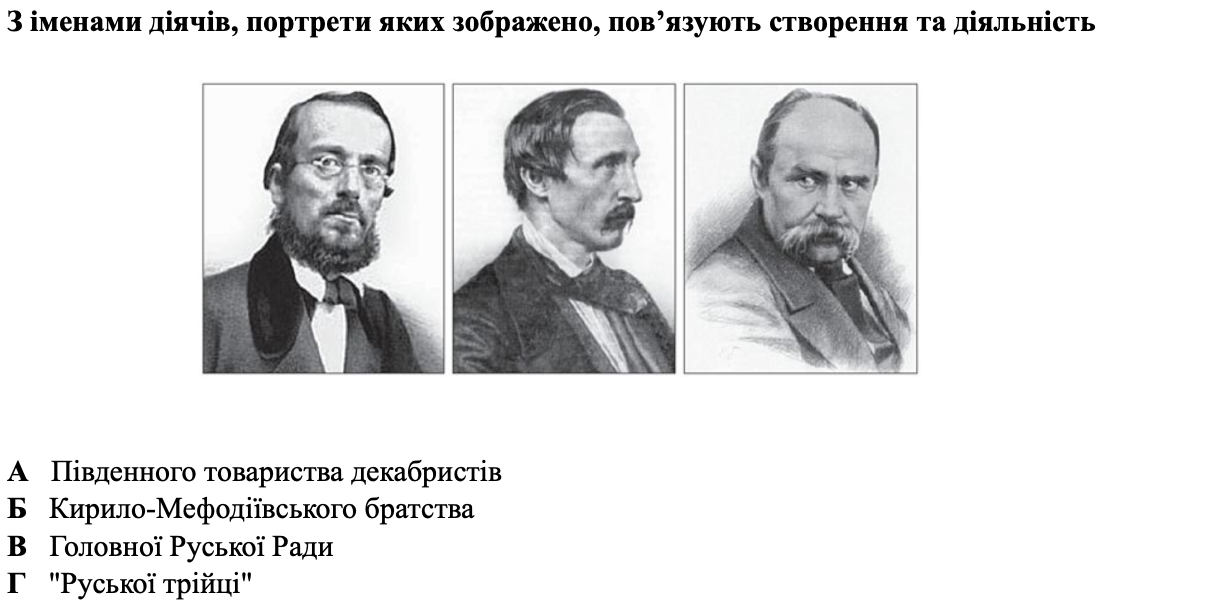 З іменами діячів, портрети яких зображено, пов’язують створення та діяльність
А Південного товариства декабристів
Б Кирило-Мефодіївського братства
В Головної Руської Ради
Г "Руської трійці"